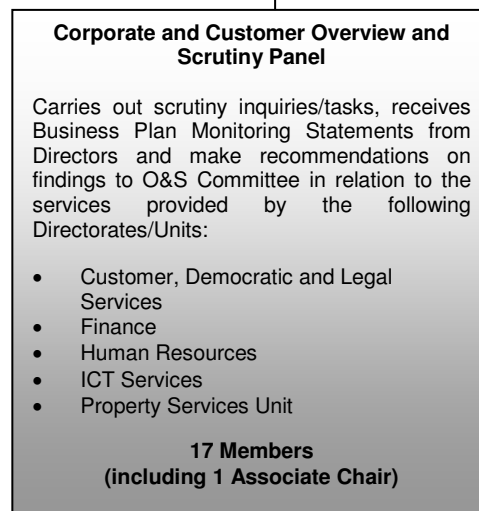 Corporate and Customer Overview and
Scrutiny Panel
Carries out scrutiny inquiries/tasks, receives
Business Plan Monitoring Statements from
Directors and make recommendations on
findings to O&S Committee in relation to the
services provided by the following
Directorates/Units:
• Customer, Democratic and Legal
Services
• Finance
• Human Resources
• ICT Services
• Property Services Unit
17 Members
(including 1 Associate Chair)